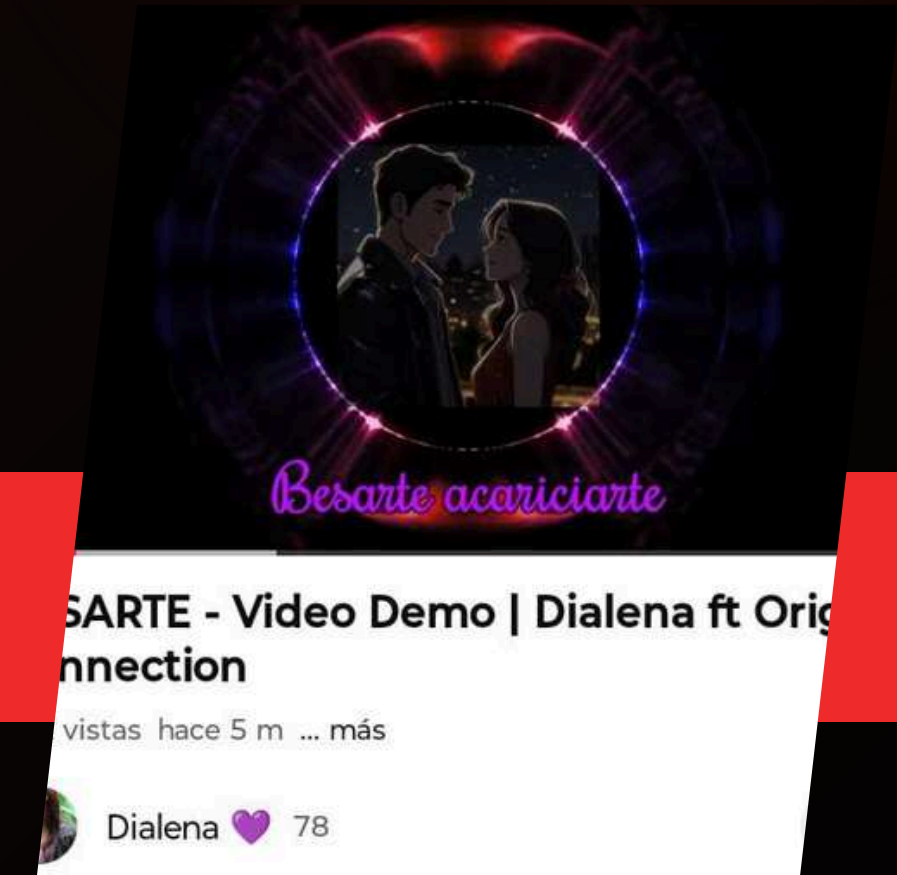 Besarte acariciarte
SARTE - Video Demo | Dialena ft Orig
nnection
vistas hace 5 m ... más
Dialena 💜 78